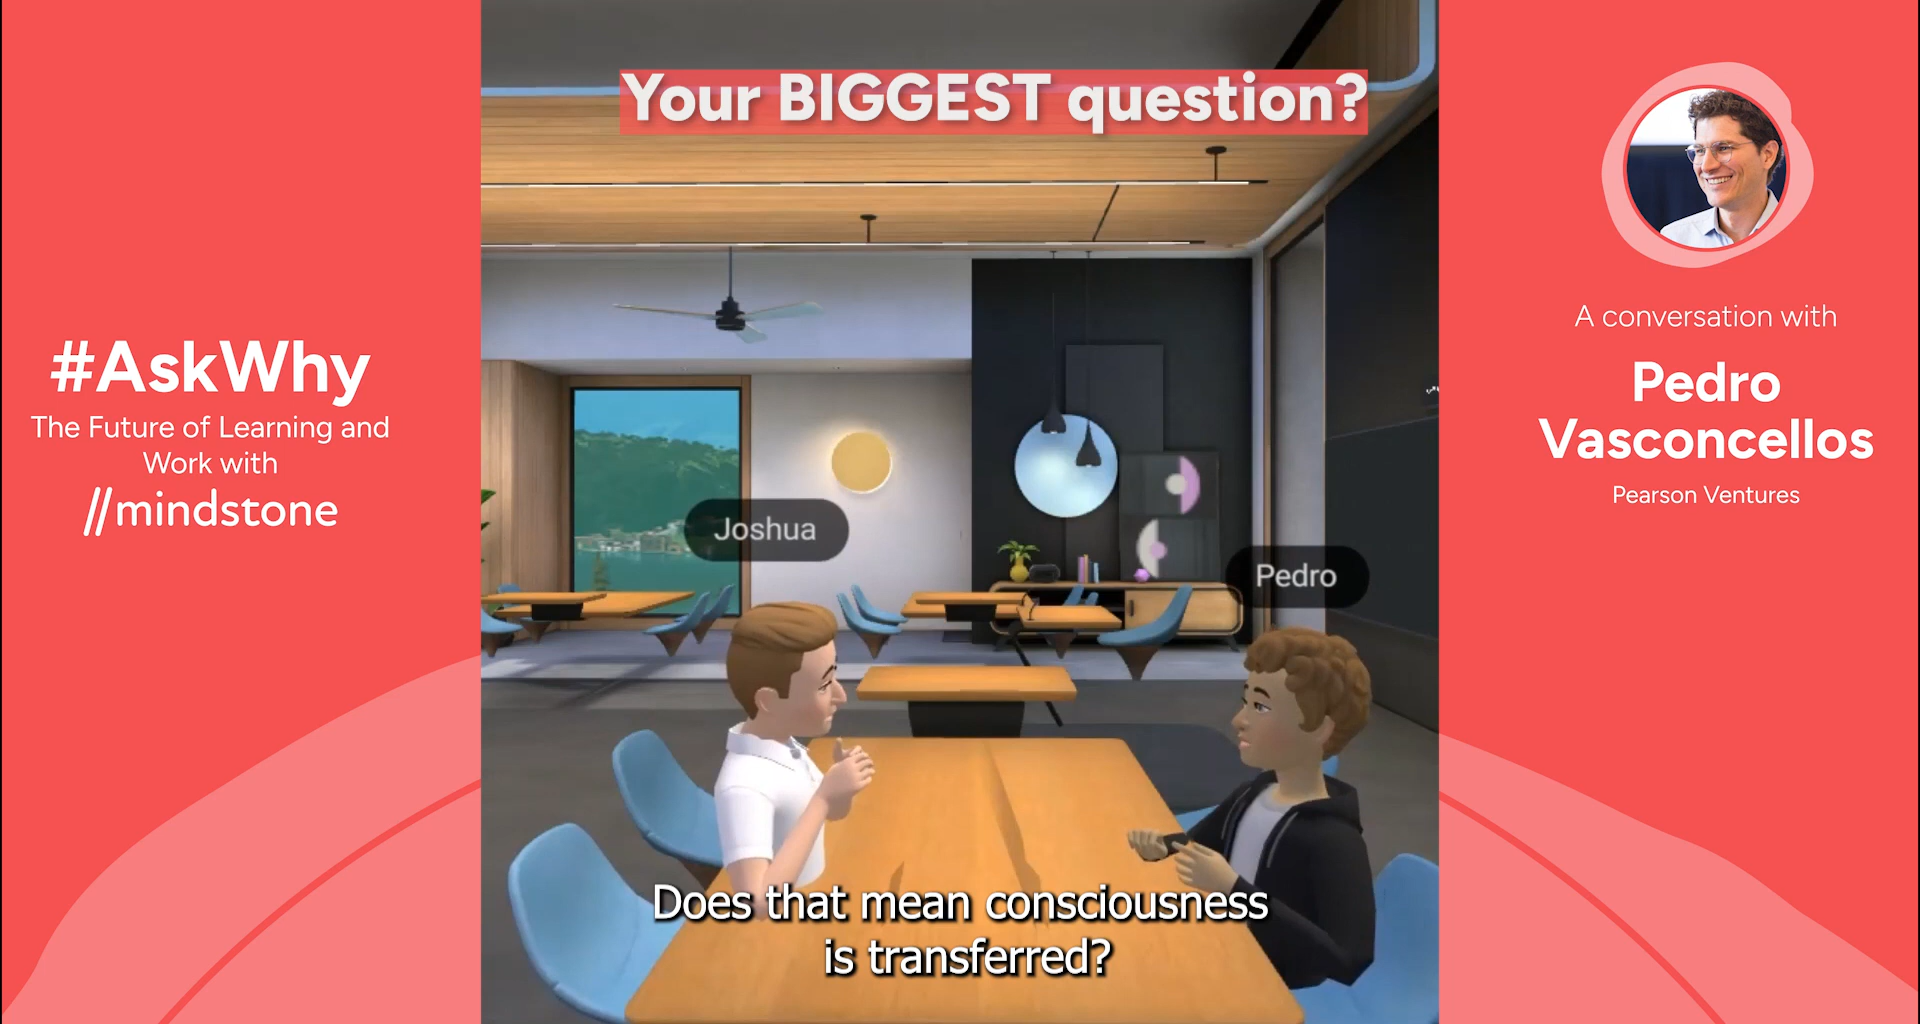 Your BIGGEST question?
#AskWhy
The Future of Learning and
Work with
//mindstone
Joshua
Pedro
Does that mean consciousness
is transferred?
A conversation with
Pedro
Vasconcellos
Pearson Ventures